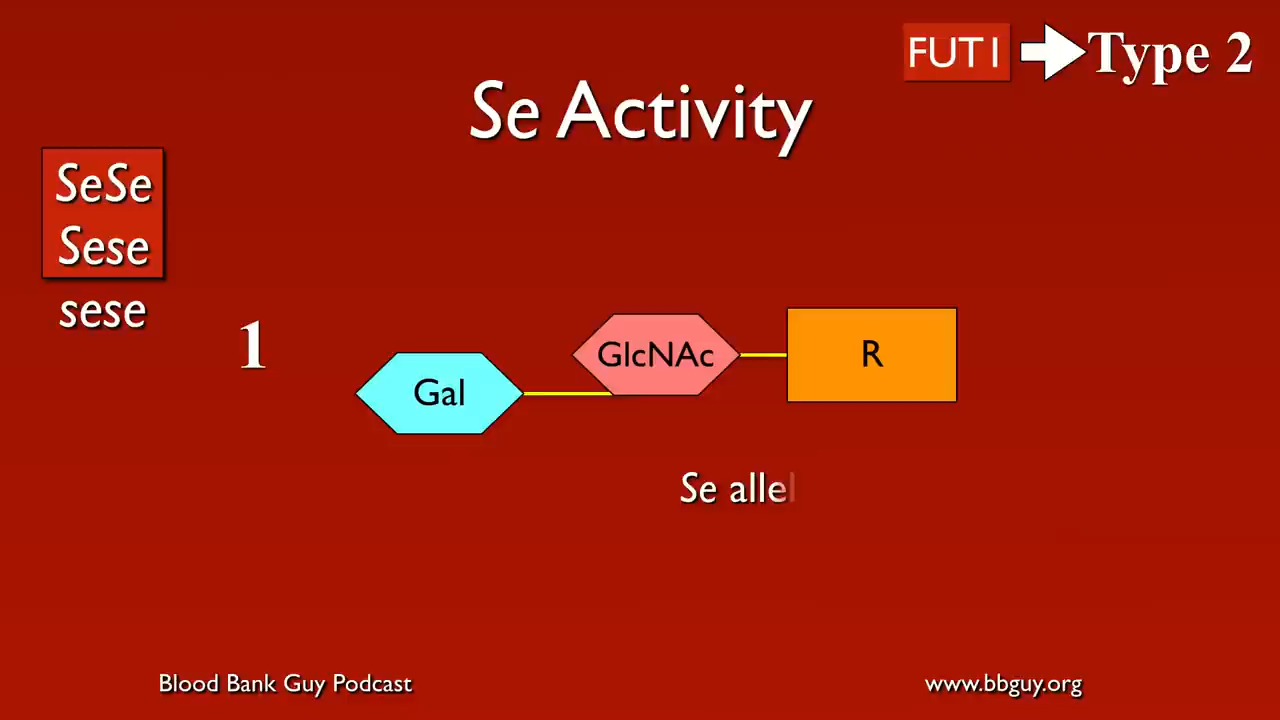 FUT1
Type 2
Se Activity
SeSe
Sese
sese
1
Gal
GlcNAc
R
Se allel
Blood Bank Guy Podcast
www.bbguy.org